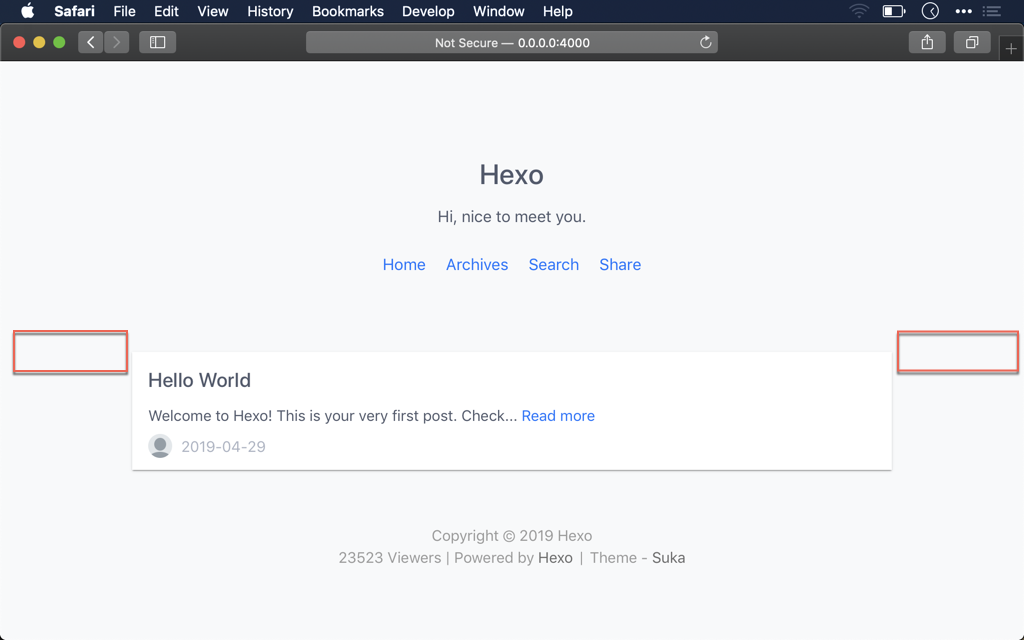 Safari File Edit View History Bookmarks Develop Window Help
Not Secure — 0.0.0.0:4000
Hexo
Hi, nice to meet you.
Home Archives Search Share
Hello World
Welcome to Hexo! This is your very first post. Check... Read more
2019-04-29
Copyright © 2019 Hexo
23523 Viewers | Powered by Hexo | Theme - Suka